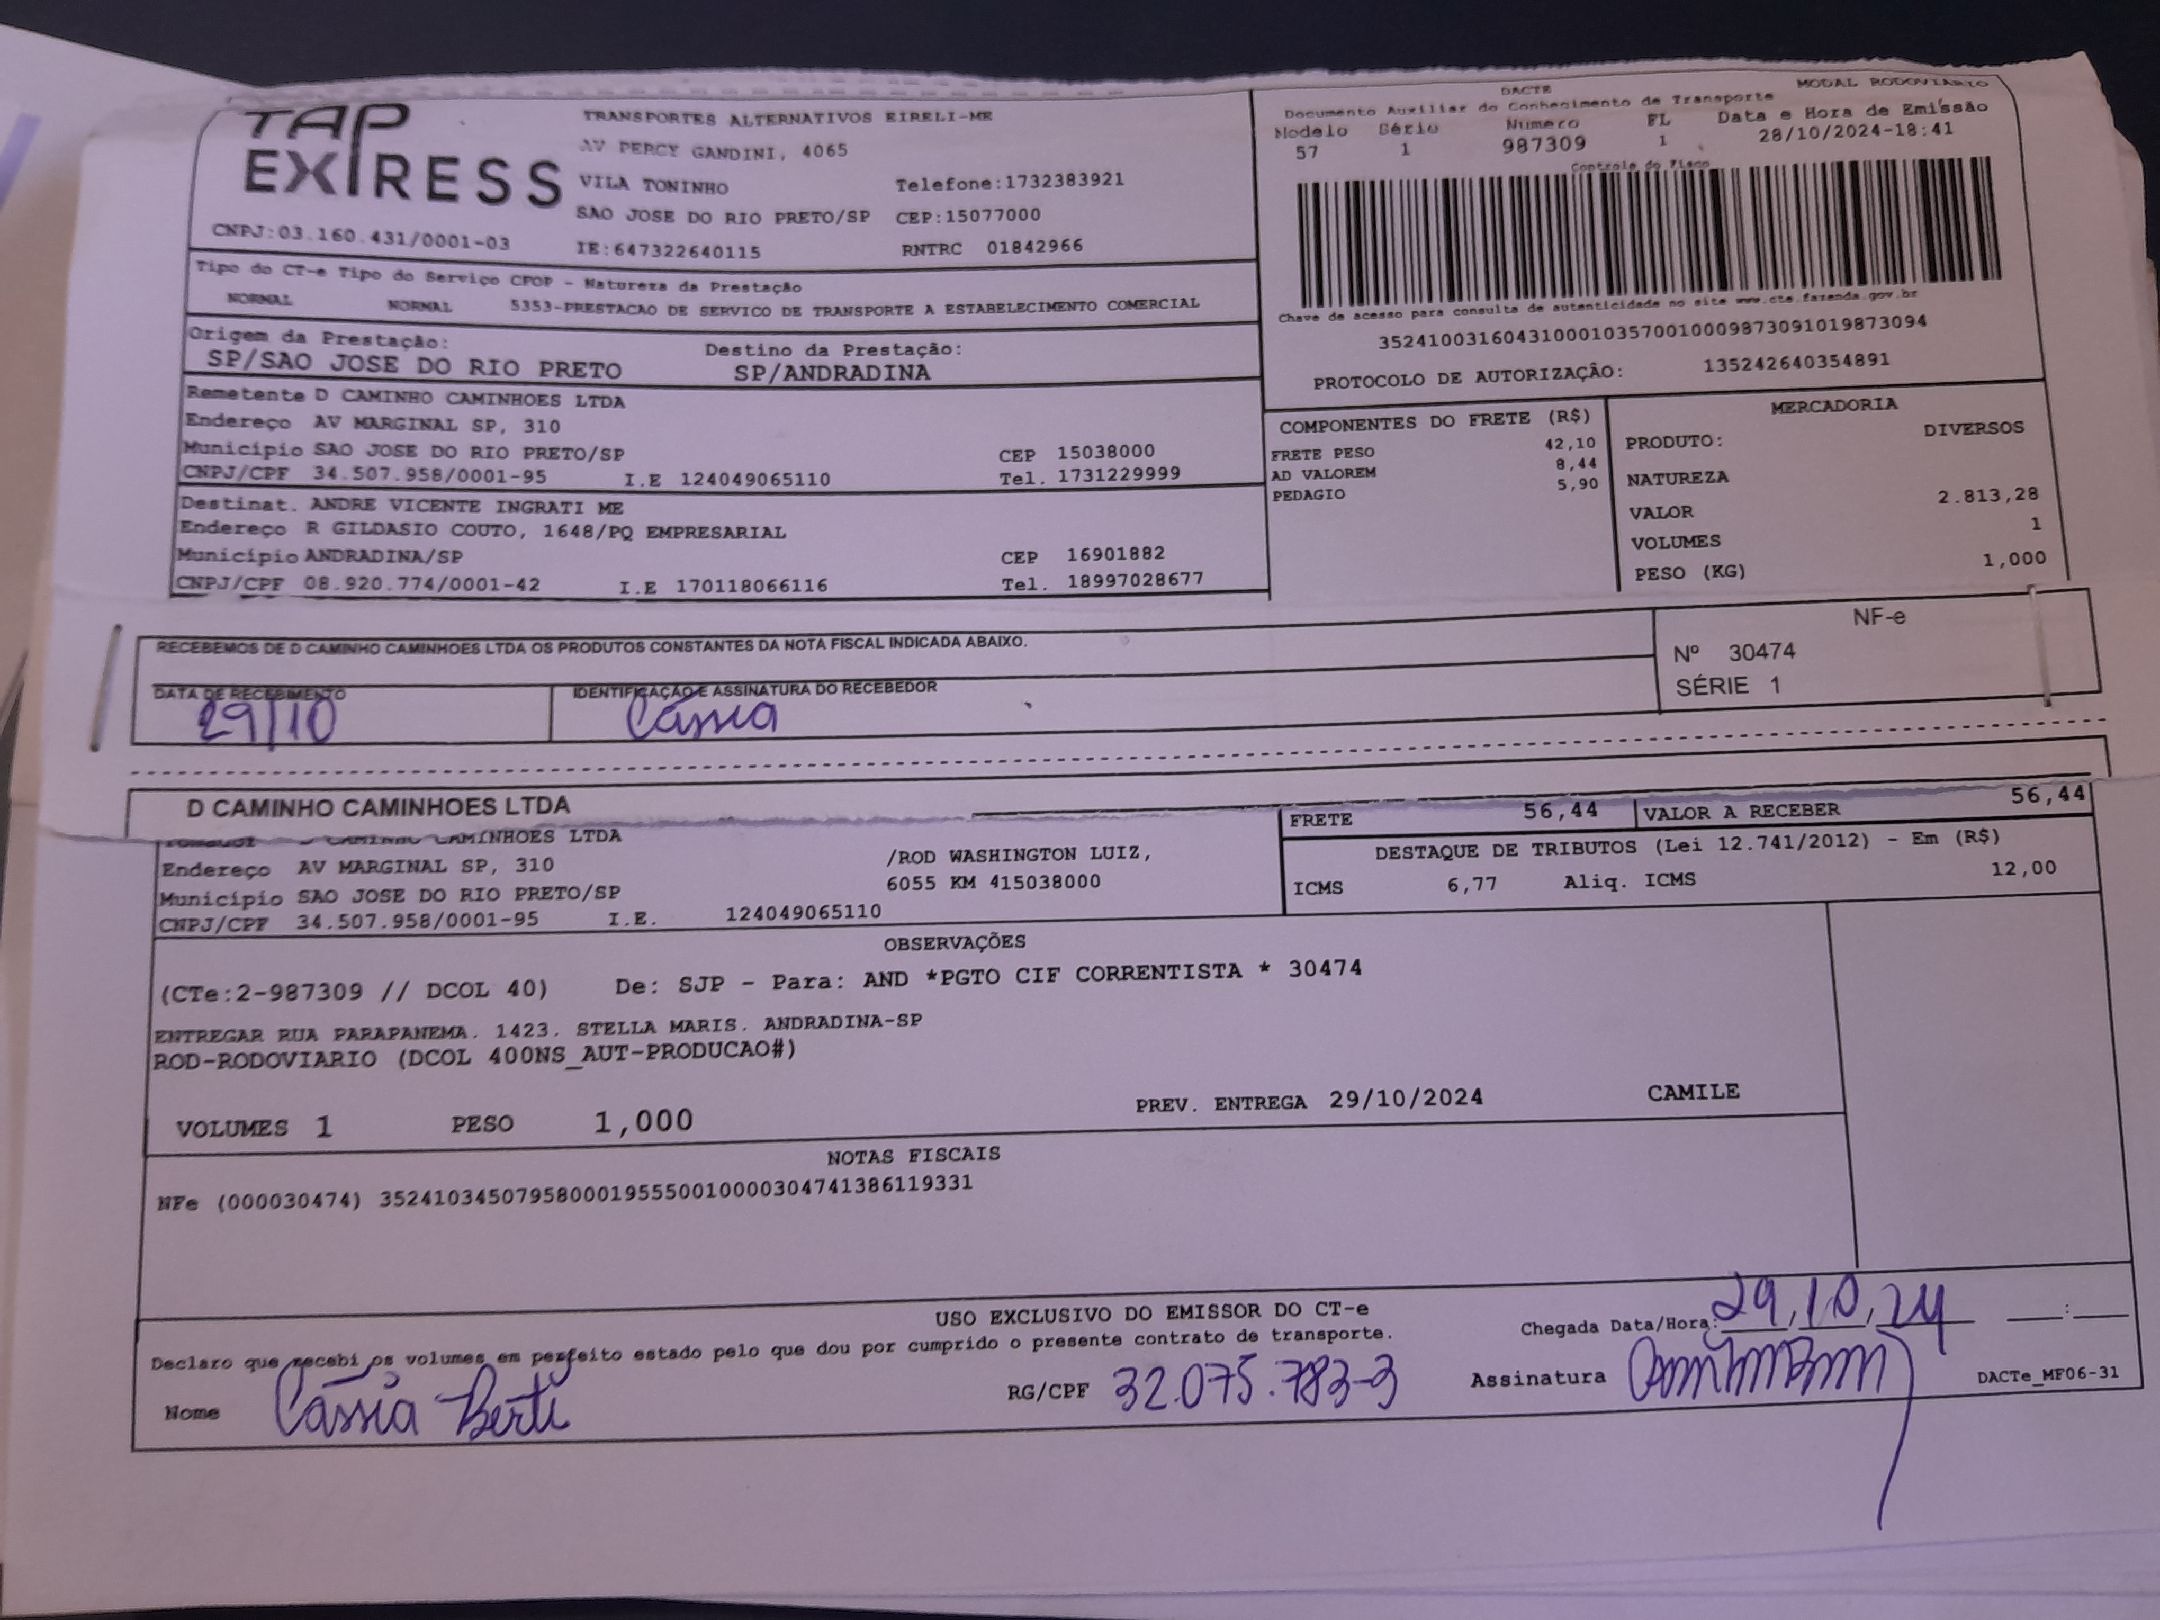 TAP EXPRESS
CNPJ:03.160.431/0001-03
TRANSPORTES ALTERNATIVOS EIRELI-ME
AV PERCY GANDINI, 4065
VILA TONINHO Telefone:1732383921
SAO JOSE DO RIO PRETO/SP CEP:15077000
IE:647322640115 RNTRC 01842966
DACTE MODAL RODOVIARIO
Documento Auxiliar do Conhecimento de Transporte
Modelo Série Numero FL Data e Hora de Emissão
57 1 987309 1 28/10/2024-18:41
Controle do Fisco
Chave de acesso para consulta de autenticidade no site www.cte.fazenda.gov.br
35241003160431000103570010009873091019873094
PROTOCOLO DE AUTORIZAÇÃO: 135242640354891
Tipo do CT-e Tipo do Serviço CFOP - Natureza da Prestação
NORMAL NORMAL 5353-PRESTACAO DE SERVICO DE TRANSPORTE A ESTABELECIMENTO COMERCIAL
Origem da Prestação: Destino da Prestação:
SP/SAO JOSE DO RIO PRETO SP/ANDRADINA
Remetente D CAMINHO CAMINHOES LTDA
Endereço AV MARGINAL SP, 310
Município SAO JOSE DO RIO PRETO/SP CEP 15038000
CNPJ/CPF 34.507.958/0001-95 I.E 124049065110 Tel. 1731229999
Destinat. ANDRE VICENTE INGRATI ME
Endereço R GILDASIO COUTO, 1648/PQ EMPRESARIAL
Município ANDRADINA/SP CEP 16901882
CNPJ/CPF 08.920.774/0001-42 I.E 170118066116 Tel. 18997028677
COMPONENTES DO FRETE (R$)
FRETE PESO 42,10
AD VALOREM 8,44
PEDAGIO 5,90
MERCADORIA
PRODUTO: DIVERSOS
NATUREZA
VALOR 2.813,28
VOLUMES 1
PESO (KG) 1,000
RECEBEMOS DE D CAMINHO CAMINHOES LTDA OS PRODUTOS CONSTANTES DA NOTA FISCAL INDICADA ABAIXO.
DATA DE RECEBIMENTO IDENTIFICAÇÃO E ASSINATURA DO RECEBEDOR
29/10 Cássia
NF-e
Nº 30474
SÉRIE 1
D CAMINHO CAMINHOES LTDA
CAMINHO CAMINHOES LTDA
Endereço AV MARGINAL SP, 310 /ROD WASHINGTON LUIZ,
Município SAO JOSE DO RIO PRETO/SP 6055 KM 415038000
CNPJ/CPF 34.507.958/0001-95 I.E. 124049065110
FRETE 56,44 VALOR A RECEBER 56,44
DESTAQUE DE TRIBUTOS (Lei 12.741/2012) - Em (R$)
ICMS 6,77 Aliq. ICMS 12,00
OBSERVAÇÕES
(CTe:2-987309 // DCOL 40) De: SJP - Para: AND *PGTO CIF CORRENTISTA * 30474
ENTREGAR RUA PARAPANEMA. 1423. STELLA MARIS. ANDRADINA-SP
ROD-RODOVIARIO (DCOL 400NS_AUT-PRODUCAO#)
VOLUMES 1 PESO 1,000 PREV. ENTREGA 29/10/2024 CAMILE
NOTAS FISCAIS
NFe (000030474) 35241034507958000195550010000304741386119331
USO EXCLUSIVO DO EMISSOR DO CT-e
Declaro que recebi os volumes em perfeito estado pelo que dou por cumprido o presente contrato de transporte.
Chegada Data/Hora: 29,10,24 :
Nome Cássia Berti RG/CPF 32.075.783-3 Assinatura DACTe_MF06-31